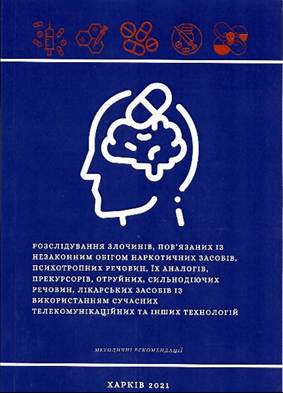 РОЗСЛІДУВАННЯ ЗЛОЧИНІВ, ПОВ'ЯЗАНИХ ІЗ
НЕЗАКОННИМ ОБІГОМ НАРКОТИЧНИХ ЗАСОБІВ,
ПСИХОТРОПНИХ РЕЧОВИН, ЇХ АНАЛОГІВ,
ПРЕКУРСОРІВ, ОТРУЙНИХ, СИЛЬНОДІЮЧИХ
РЕЧОВИН, ЛІКАРСЬКИХ ЗАСОБІВ ІЗ
ВИКОРИСТАННЯМ СУЧАСНИХ
ТЕЛЕКОМУНІКАЦІЙНИХ ТА ІНШИХ ТЕХНОЛОГІЙ
МЕТОДИЧНІ РЕКОМЕНДАЦІЇ
ХАРКІВ 2021